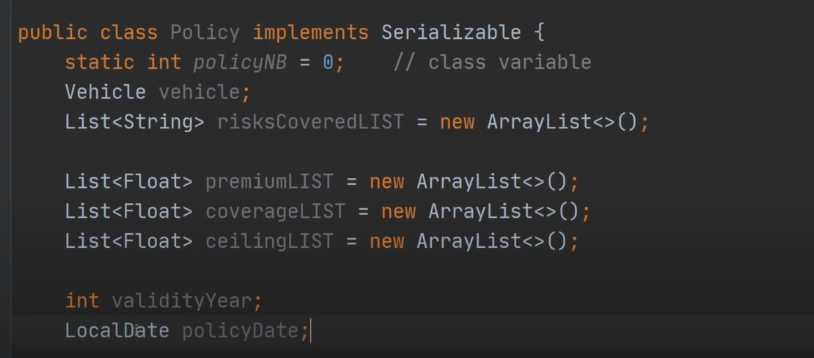 public class Policy implements Serializable {
static int policyNB = 0; // class variable
Vehicle vehicle;
List<String> risksCoveredLIST = new ArrayList<>();
List<Float> premiumLIST = new ArrayList<>();
List<Float> coverageLIST = new ArrayList<>();
List<Float> ceilingLIST = new ArrayList<>();
int validityYear;
LocalDate policyDate;